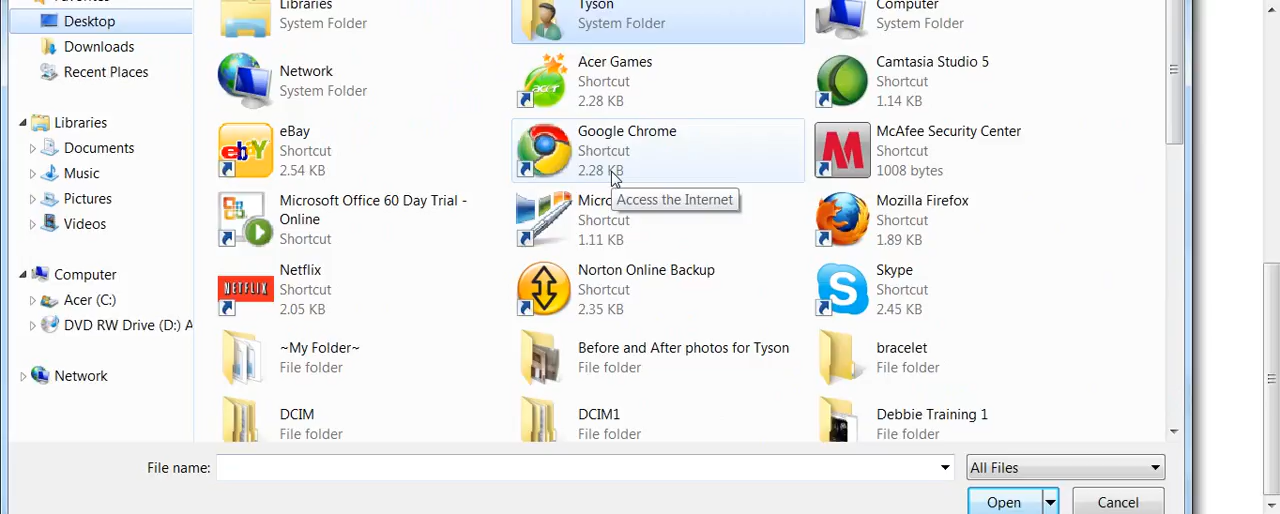 Favorites
Desktop
Downloads
Recent Places
Libraries
Documents
Music
Pictures
Videos
Computer
Acer (C:)
DVD RW Drive (D:) A
Network
Libraries
System Folder
Tyson
System Folder
Computer
System Folder
Network
System Folder
Acer Games
Shortcut
2.28 KB
Camtasia Studio 5
Shortcut
1.14 KB
eBay
Shortcut
2.54 KB
Google Chrome
Shortcut
2.28 KB
McAfee Security Center
1008 bytes
Microsoft Office 60 Day Trial -
Online
Shortcut
Micro
Shortcut
1.11 KB
Access the Internet
Mozilla Firefox
Shortcut
1.89 KB
NETFLIX
Netflix
Shortcut
2.05 KB
Norton Online Backup
Shortcut
2.35 KB
Skype
Shortcut
2.45 KB
~My Folder~
File folder
Before and After photos for Tyson
File folder
bracelet
File folder
DCIM
File folder
DCIM1
File folder
Debbie Training 1
File folder
File name:
All Files
Open
Cancel